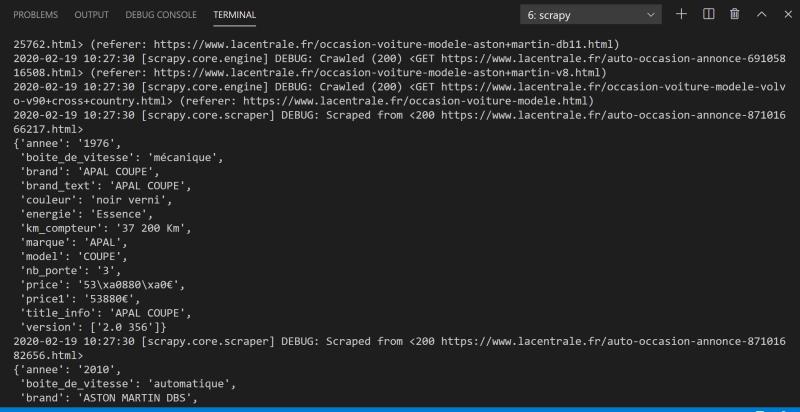 PROBLEMS OUTPUT DEBUG CONSOLE TERMINAL 6: scrapy
25762.html> (referer: https://www.lacentrale.fr/occasion-voiture-modele-aston+martin-db11.html)
2020-02-19 10:27:30 [scrapy.core.engine] DEBUG: Crawled (200) <GET https://www.lacentrale.fr/auto-occasion-annonce-691058
16508.html> (referer: https://www.lacentrale.fr/occasion-voiture-modele-aston+martin-v8.html)
2020-02-19 10:27:30 [scrapy.core.engine] DEBUG: Crawled (200) <GET https://www.lacentrale.fr/occasion-voiture-modele-volv
o-v90+cross+country.html> (referer: https://www.lacentrale.fr/occasion-voiture-modele.html)
2020-02-19 10:27:30 [scrapy.core.scraper] DEBUG: Scraped from <200 https://www.lacentrale.fr/auto-occasion-annonce-871016
66217.html>
{'annee': '1976',
 'boite_de_vitesse': 'mécanique',
 'brand': 'APAL COUPE',
 'brand_text': 'APAL COUPE',
 'couleur': 'noir verni',
 'energie': 'Essence',
 'km_compteur': '37 200 Km',
 'marque': 'APAL',
 'model': 'COUPE',
 'nb_porte': '3',
 'price': '53\xa0880\xa0€',
 'price1': '53880€',
 'title_info': 'APAL COUPE',
 'version': ['2.0 356']}
2020-02-19 10:27:30 [scrapy.core.scraper] DEBUG: Scraped from <200 https://www.lacentrale.fr/auto-occasion-annonce-871016
82656.html>
{'annee': '2010',
 'boite_de_vitesse': 'automatique',
 'brand': 'ASTON MARTIN DBS',